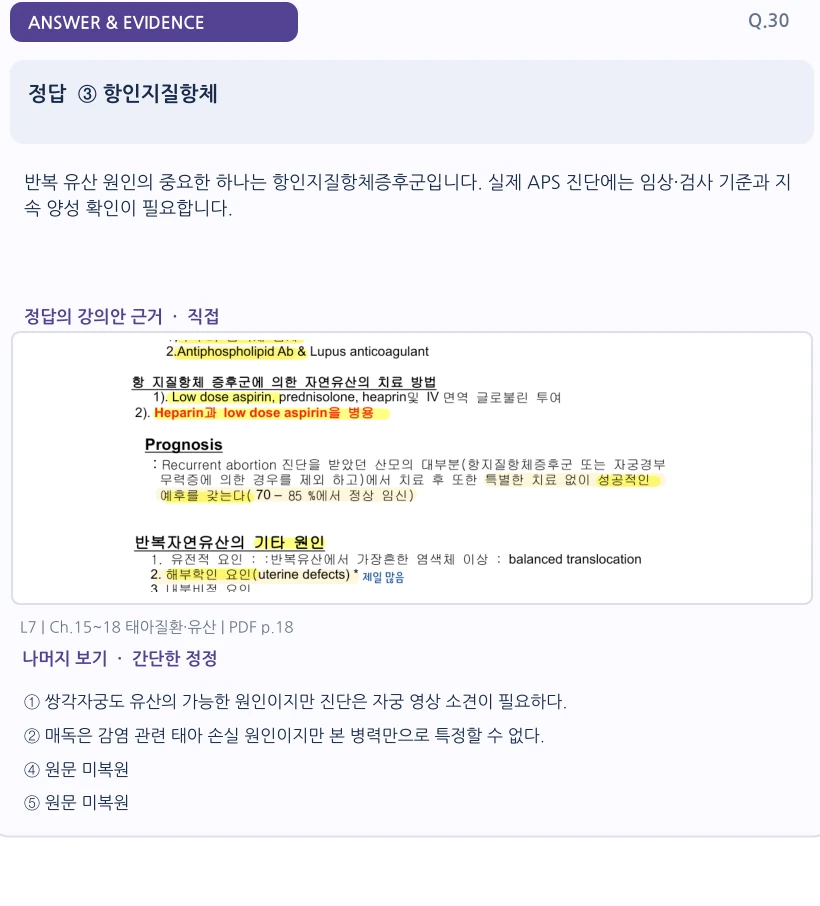 ANSWER & EVIDENCE
Q.30
정답 ③ 항인지질항체
반복 유산 원인의 중요한 하나는 항인지질항체증후군입니다. 실제 APS 진단에는 임상·검사 기준과 지
속 양성 확인이 필요합니다.
정답의 강의안 근거 · 직접
2.Antiphospholipid Ab & Lupus anticoagulant
항 지질항체 증후군에 의한 자연유산의 치료 방법
1). Low dose aspirin, prednisolone, heaprin및 IV 면역 글로불린 투여
2). Heparin과 low dose aspirin을 병용
Prognosis
: Recurrent abortion 진단을 받았던 산모의 대부분(항지질항체증후군 또는 자궁경부
무력증에 의한 경우를 제외 하고)에서 치료 후 또한 특별한 치료 없이 성공적인
예후를 갖는다( 70 – 85 %에서 정상 임신)
반복자연유산의 기타 원인
1. 유전적 요인 : :반복유산에서 가장흔한 염색체 이상 : balanced translocation
2. 해부학인 요인(uterine defects) * 제일 많음
3. 내분비적 요인
L7 | Ch.15~18 태아질환·유산 | PDF p.18
나머지 보기 · 간단한 정정
① 쌍각자궁도 유산의 가능한 원인이지만 진단은 자궁 영상 소견이 필요하다.
② 매독은 감염 관련 태아 손실 원인이지만 본 병력만으로 특정할 수 없다.
④ 원문 미복원
⑤ 원문 미복원